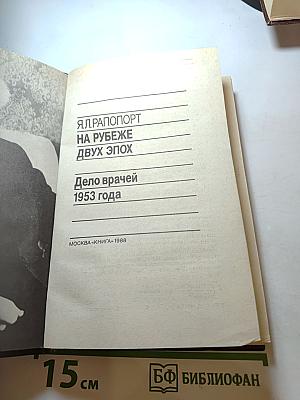 Я.Л.РАПОПОРТ
НА РУБЕЖЕ
ДВУХ ЭПОХ
Дело врачей
1953 года
МОСКВА «КНИГА» 1988
15 см
БФ БИБЛИОФАН